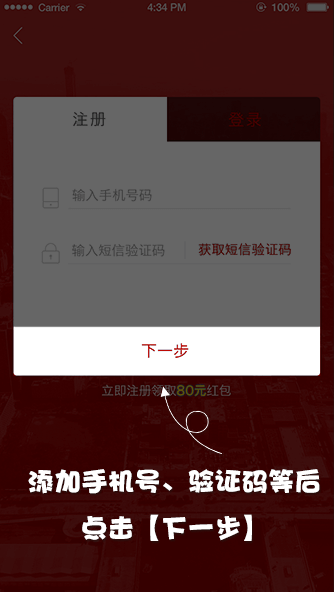 Carrier 4:34 PM 100%
注册 登录
输入手机号码
输入短信验证码 获取短信验证码
下一步
立即注册领取80元红包
添加手机号、验证码等后
点击【下一步】